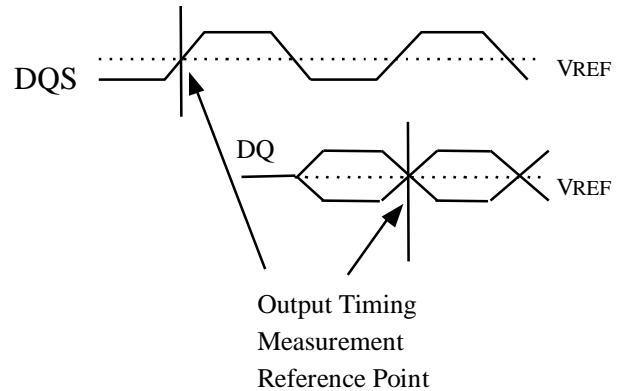 DQS
VREF
DQ
VREF
Output Timing
Measurement
Reference Point